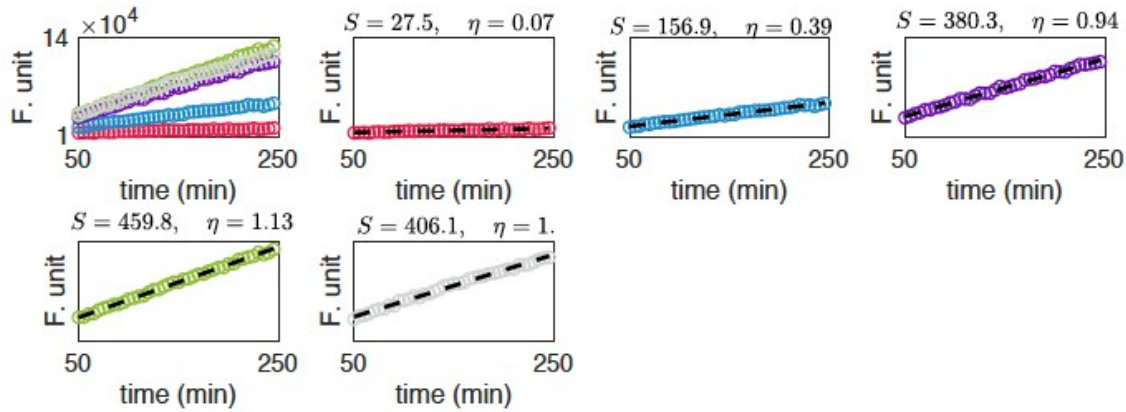 ×10⁴
14
1
F. unit
50 250
time (min)
S = 27.5, η = 0.07
F. unit
50 250
time (min)
S = 156.9, η = 0.39
F. unit
50 250
time (min)
S = 380.3, η = 0.94
F. unit
50 250
time (min)
S = 459.8, η = 1.13
F. unit
50 250
time (min)
S = 406.1, η = 1.
F. unit
50 250
time (min)